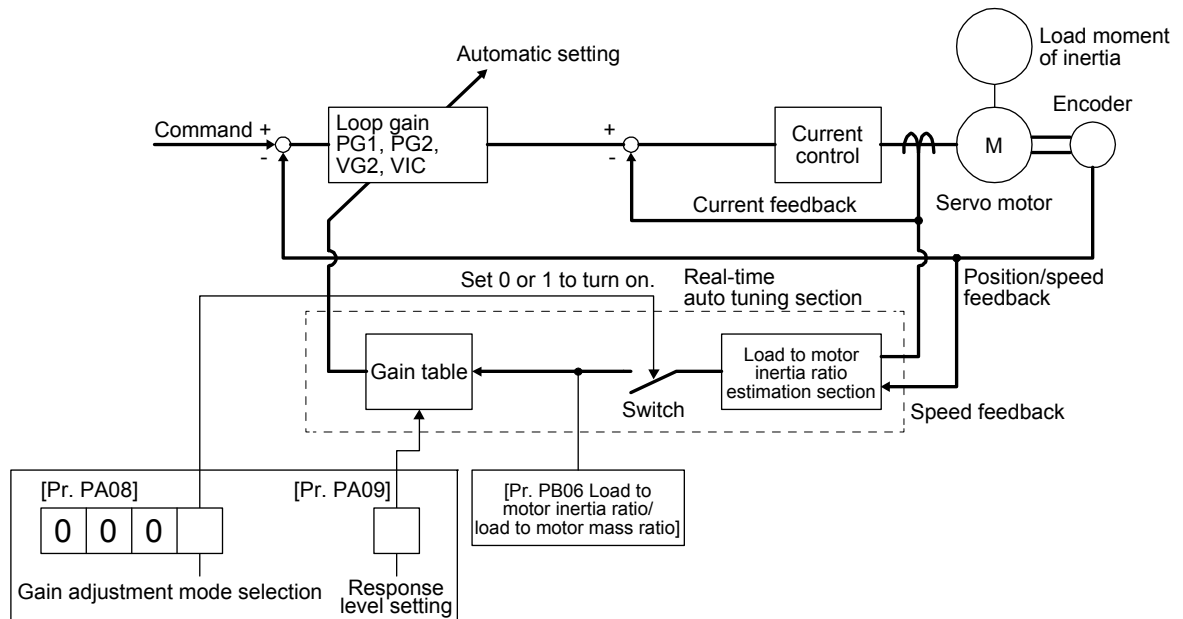 Automatic setting
Load moment
of inertia
Encoder
Command +
-
Loop gain
PG1, PG2,
VG2, VIC
+
-
Current
control
M
Servo motor
Current feedback
Set 0 or 1 to turn on.
Real-time
auto tuning section
Position/speed
feedback
Gain table
Switch
Load to motor
inertia ratio
estimation section
Speed feedback
[Pr. PA08]
0 0 0
Gain adjustment mode selection
[Pr. PA09]
Response
level setting
[Pr. PB06 Load to
motor inertia ratio/
load to motor mass ratio]